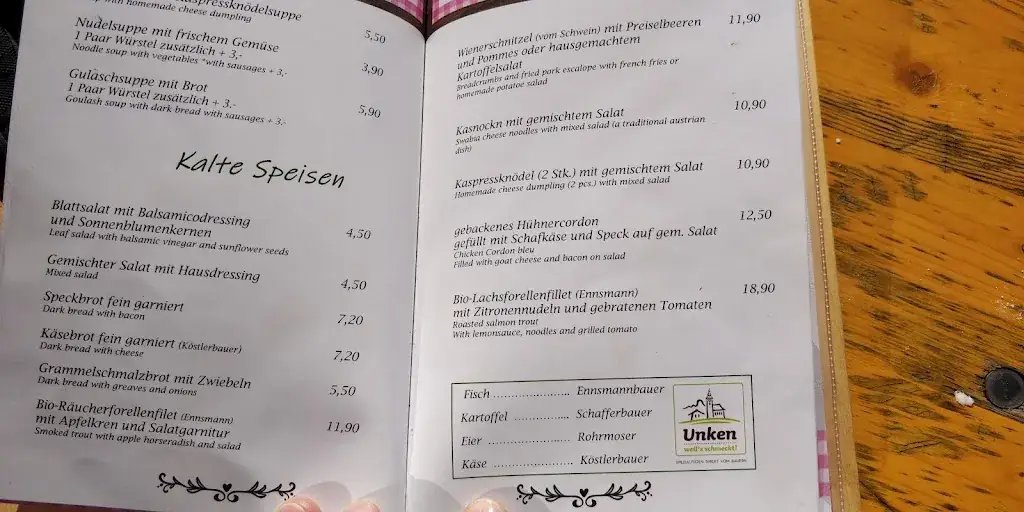 Kaspressknödelsuppe
with homemade cheese dumpling
5,50
Nudelsuppe mit frischem Gemüse
1 Paar Würstel zusätzlich + 3,-
Noodle soup with vegetables *with sausages + 3,-
3,90
Gulaschsuppe mit Brot
1 Paar Würstel zusätzlich + 3.-
Goulash soup with dark bread with sausages + 3,-
5,90
Kalte Speisen
Blattsalat mit Balsamicodressing
und Sonnenblumenkernen
Leaf salad with balsamic vinegar and sunflower seeds
4,50
Gemischter Salat mit Hausdressing
Mixed salad
4,50
Speckbrot fein garniert
Dark bread with bacon
7,20
Käsebrot fein garniert (Köstlerbauer)
Dark bread with cheese
7,20
Grammelschmalzbrot mit Zwiebeln
Dark bread with greaves and onions
5,50
Bio-Räucherforellenfilet (Ennsmann)
mit Apfelkren und Salatgarnitur
Smoked trout with apple horseradish and salad
11,90
Wienerschnitzel (vom Schwein) mit Preiselbeeren
und Pommes oder hausgemachtem
Kartoffelsalat
Breadcrumbs and fried pork escalope with french fries or
homemade potatoe salad
11,90
Kasnockn mit gemischtem Salat
Swabia cheese noodles with mixed salad (a traditional austrian
dish)
10,90
Kaspressknödel (2 Stk.) mit gemischtem Salat
Homemade cheese dumpling (2 pcs.) with mixed salad
10,90
gebackenes Hühnercordon
gefüllt mit Schafkäse und Speck auf gem. Salat
Chicken Cordon bleu
Filled with goat cheese and bacon on salad
12,50
Bio-Lachsforellenfillet (Ennsmann)
mit Zitronennudeln und gebratenen Tomaten
Roasted salmon trout
With lemonsauce, noodles and grilled tomato
18,90
Fisch ...................... Ennsmannbauer
Kartoffel ................ Schafferbauer
Eier ........................ Rohrmoser
Käse ....................... Köstlerbauer
Unken
weil's schmeckt!